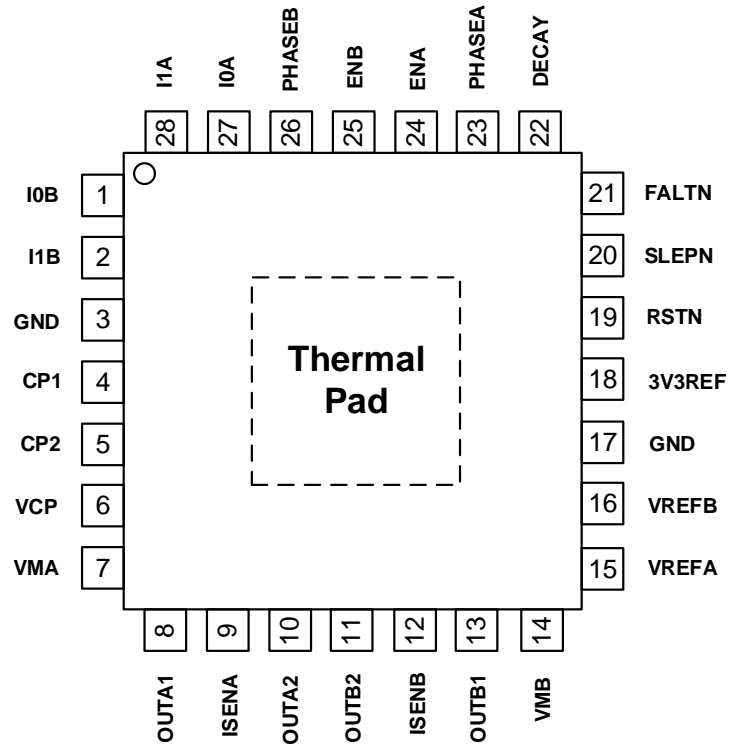 I1A
I0A
PHASEB
ENB
ENA
PHASEA
DECAY
28
27
26
25
24
23
22
I0B
1
I1B
2
GND
3
CP1
4
CP2
5
VCP
6
VMA
7
Thermal
Pad
21
FALTN
20
SLEPN
19
RSTN
18
3V3REF
17
GND
16
VREFB
15
VREFA
8
9
10
11
12
13
14
OUTA1
ISENA
OUTA2
OUTB2
ISENB
OUTB1
VMB